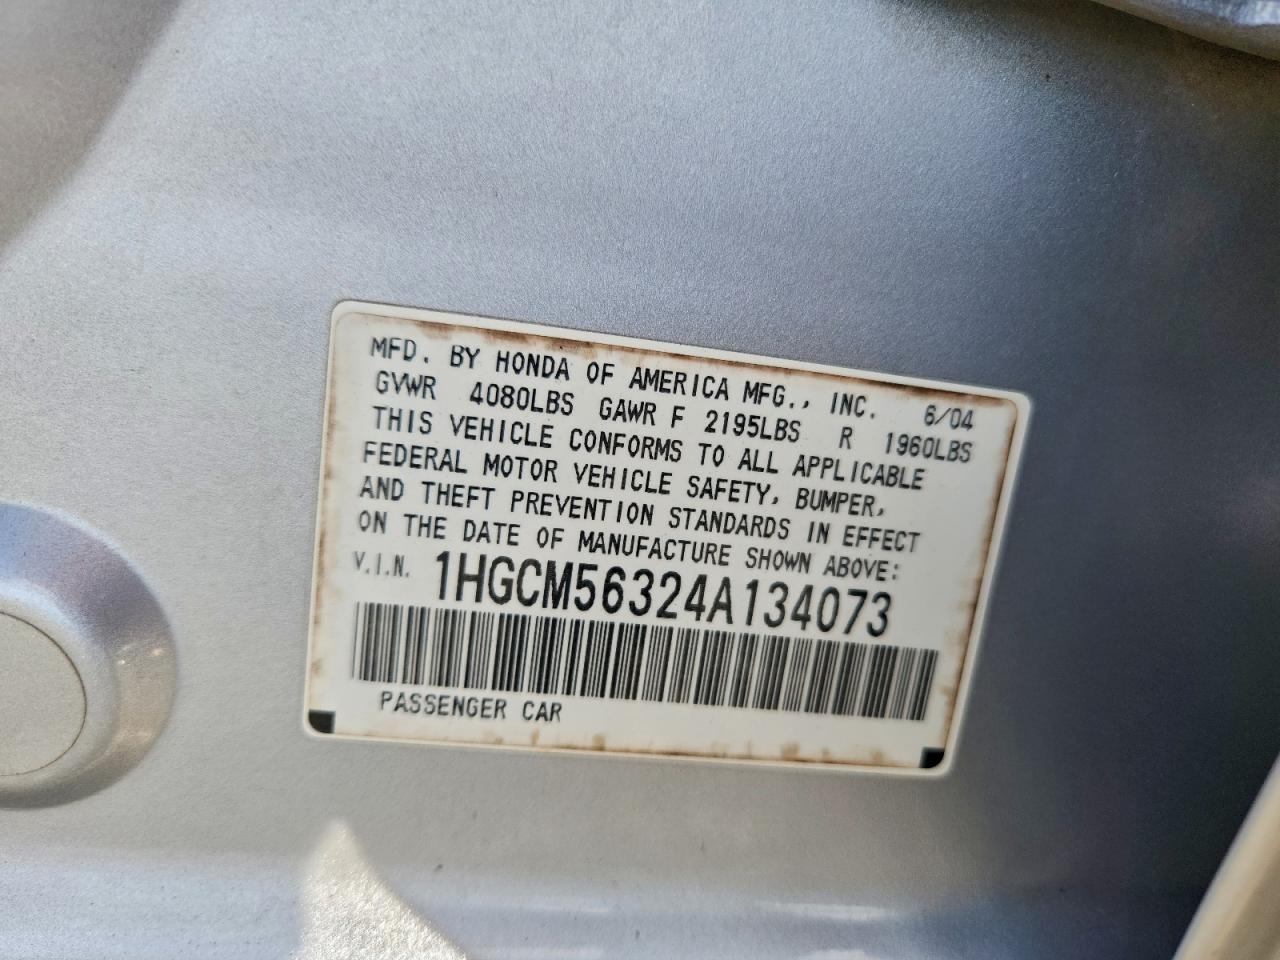 MFD. BY HONDA OF AMERICA MFG., INC. 6/04
GVWR 4080LBS GAWR F 2195LBS R 1960LBS
THIS VEHICLE CONFORMS TO ALL APPLICABLE
FEDERAL MOTOR VEHICLE SAFETY, BUMPER,
AND THEFT PREVENTION STANDARDS IN EFFECT
ON THE DATE OF MANUFACTURE SHOWN ABOVE:
V.I.N. 1HGCM56324A134073
PASSENGER CAR